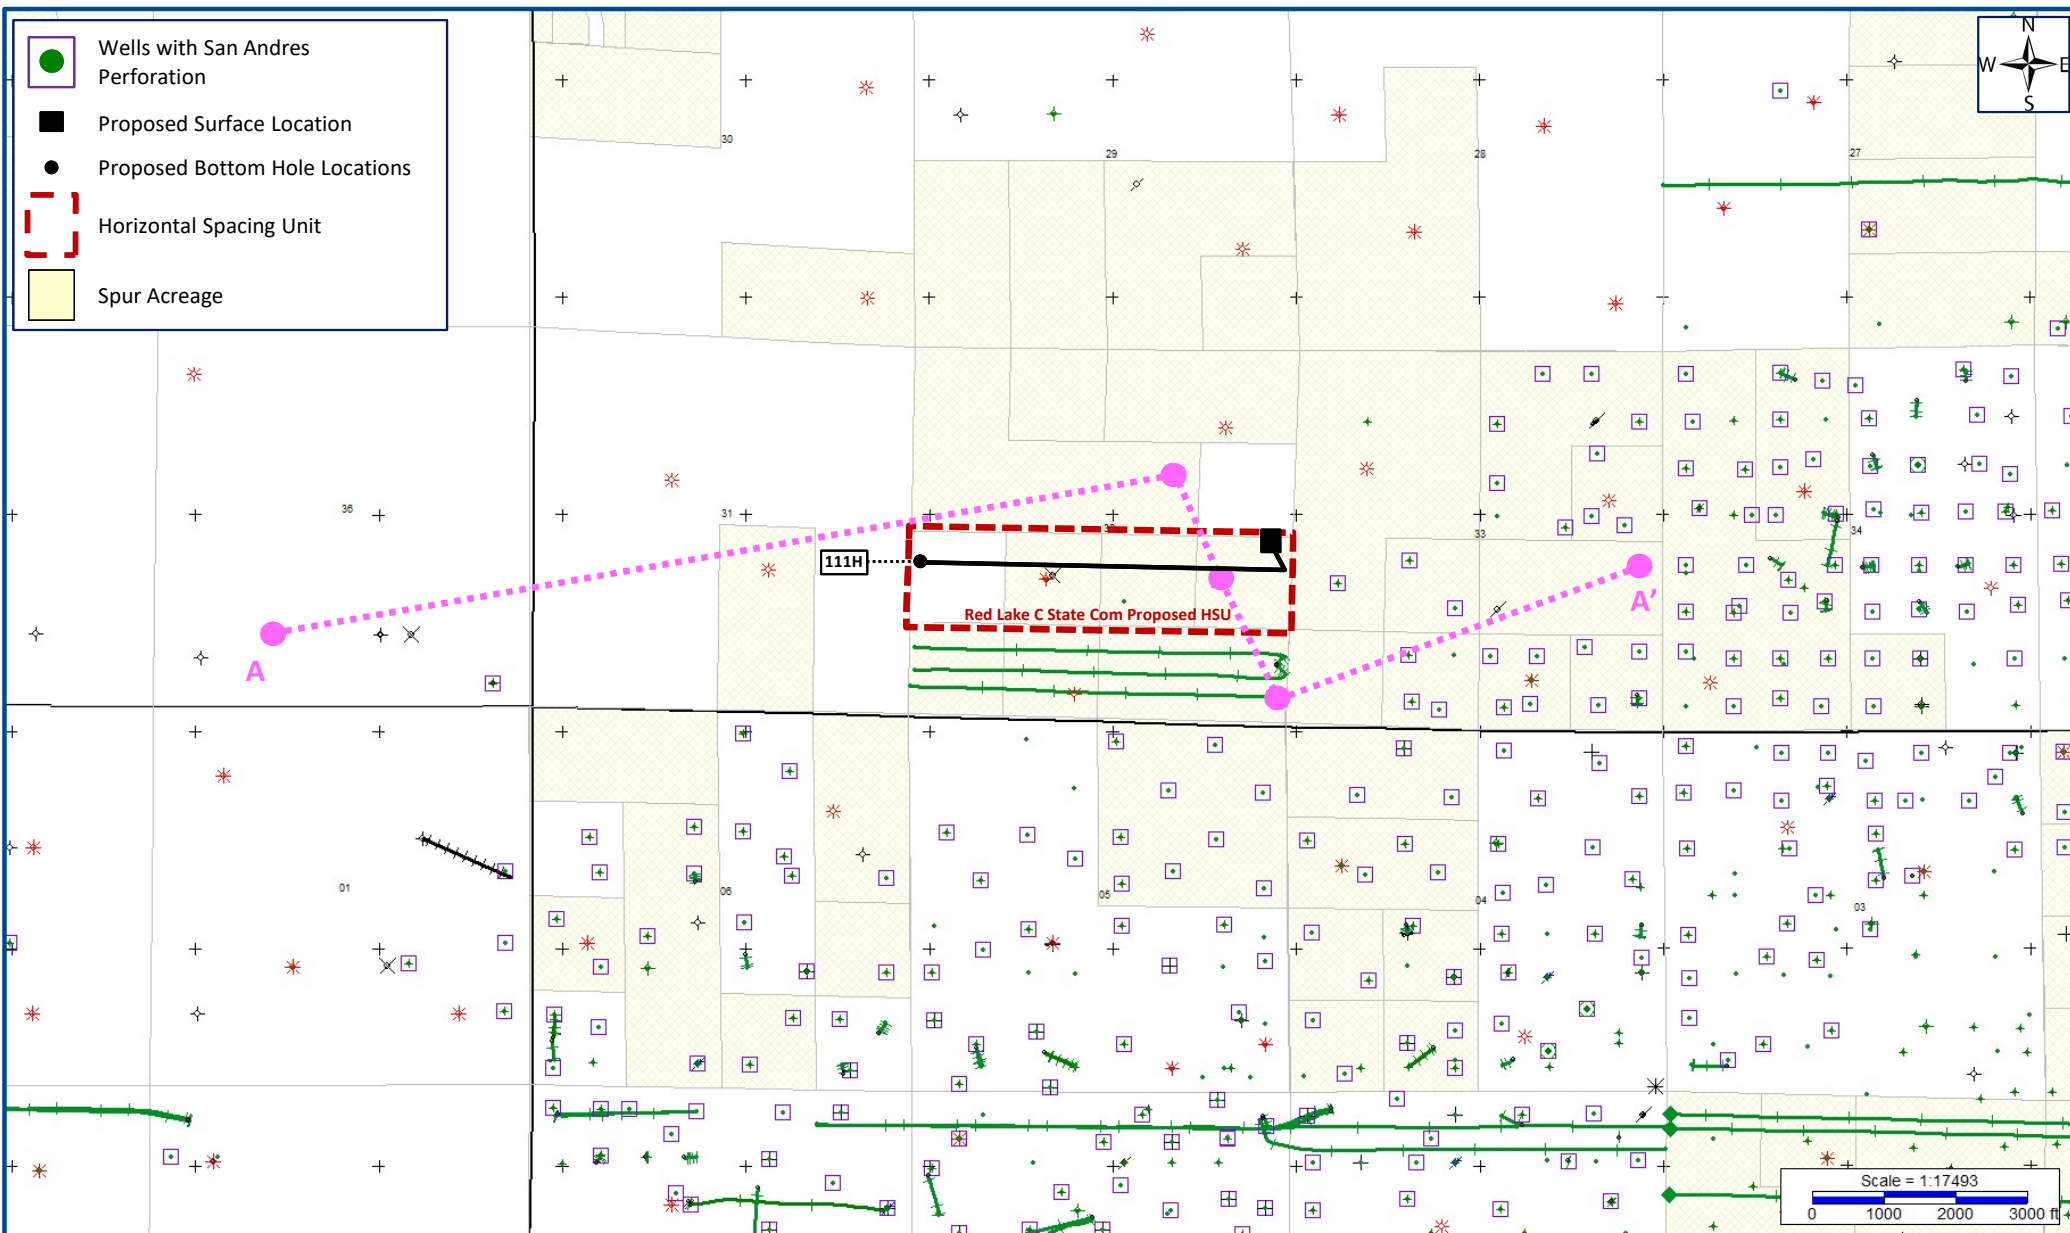 Wells with San Andres
Perforation
Proposed Surface Location
Proposed Bottom Hole Locations
Horizontal Spacing Unit
Spur Acreage
N
W
E
S
30
29
28
27
36
31
33
34
111H
Red Lake C State Com Proposed HSU
A
A'
01
06
05
04
03
Scale = 1:17493
0
1000
2000
3000 ft